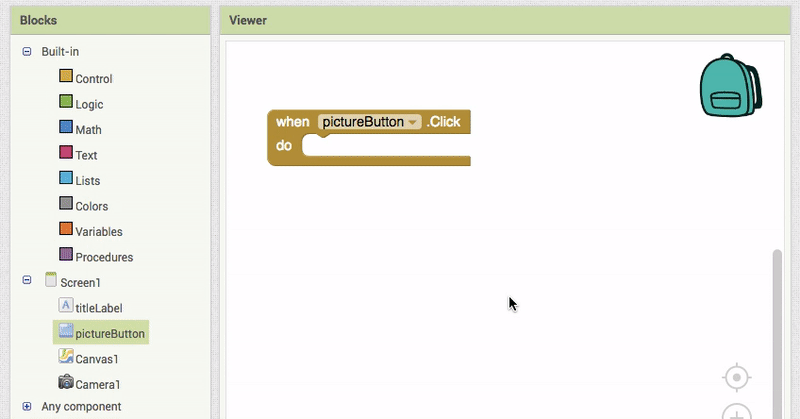 Blocks
Viewer
Built-in
Control
Logic
Math
Text
Lists
Colors
Variables
Procedures
Screen1
A titleLabel
pictureButton
Canvas1
Camera1
Any component
when pictureButton .Click
do